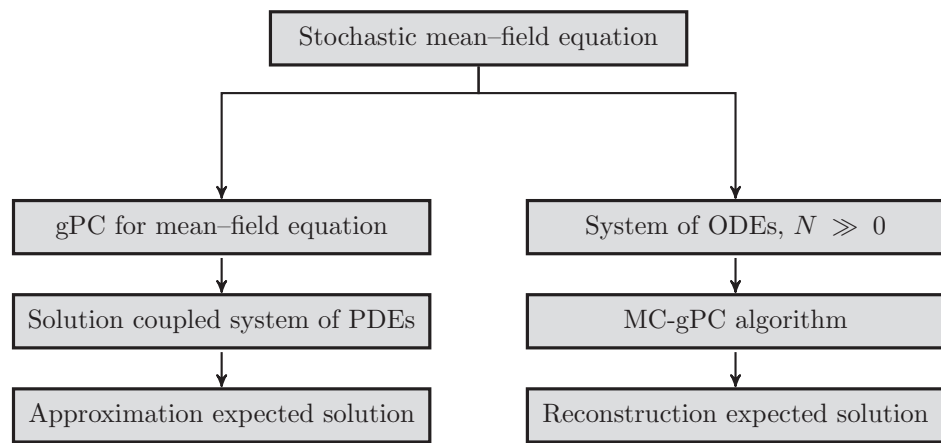 Stochastic mean–field equation
gPC for mean–field equation
System of ODEs, N ≫ 0
Solution coupled system of PDEs
MC-gPC algorithm
Approximation expected solution
Reconstruction expected solution